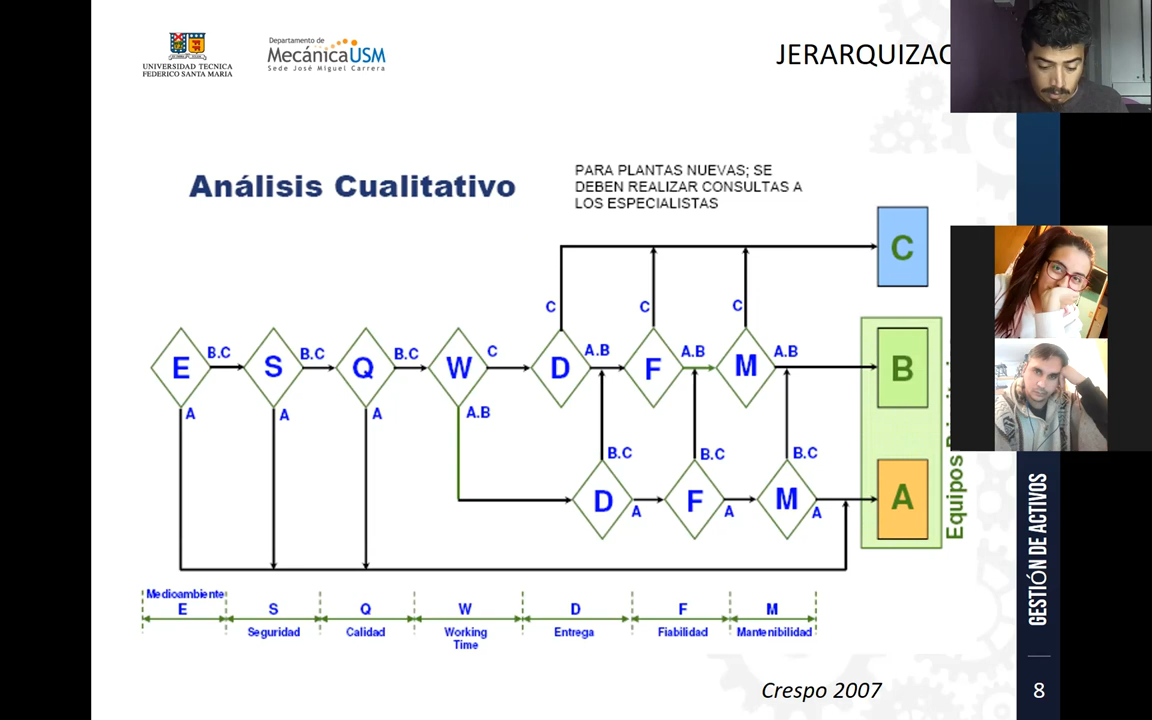 UNIVERSIDAD TECNICA
FEDERICO SANTA MARIA
Departamento de
MecánicaUSM
Sede José Miguel Carrera
JERARQUIZAC
Análisis Cualitativo
PARA PLANTAS NUEVAS; SE
DEBEN REALIZAR CONSULTAS A
LOS ESPECIALISTAS
C
C
C
C
E
B.C
S
B.C
Q
B.C
W
C
D
A.B
F
A.B
M
A.B
B
A
A
A
A.B
B.C
B.C
B.C
D
A
F
A
M
A
A
Equipos
Medioambiente
E
S
Q
W
D
F
M
Seguridad
Calidad
Working
Time
Entrega
Fiabilidad
Mantenibilidad
Crespo 2007
GESTIÓN DE ACTIVOS
8